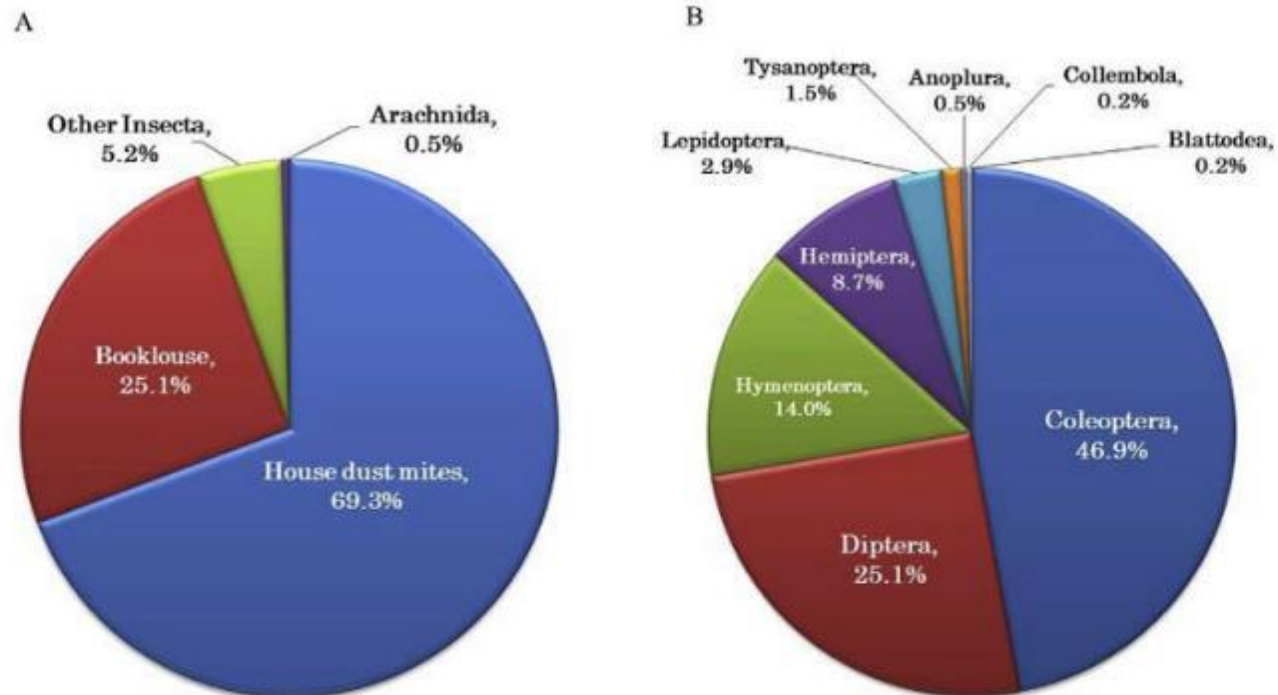 A
Other Insecta,
5.2%
Arachnida,
0.5%
Booklouse,
25.1%
House dust mites,
69.3%
B
Tysanoptera,
1.5%
Anoplura,
0.5%
Collembola,
0.2%
Lepidoptera,
2.9%
Blattodea,
0.2%
Hemiptera,
8.7%
Hymenoptera,
14.0%
Coleoptera,
46.9%
Diptera,
25.1%